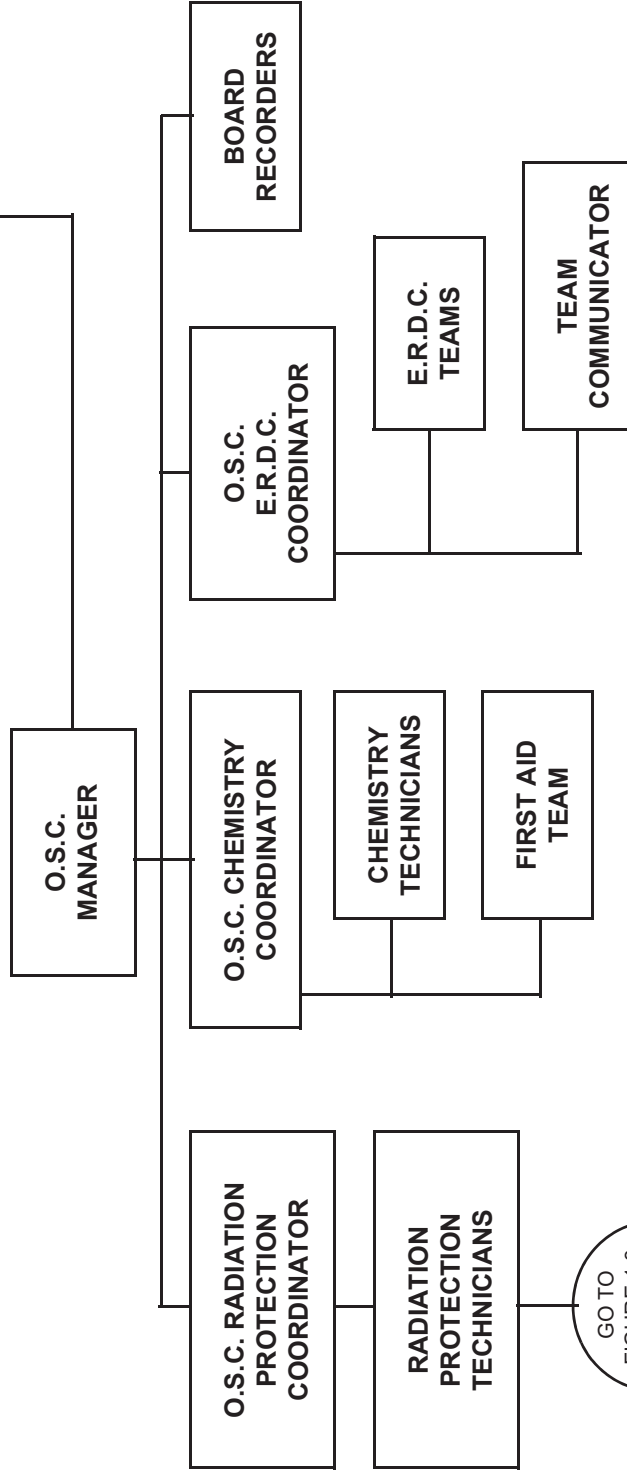 O.S.C.
MANAGER
O.S.C. RADIATION
PROTECTION
COORDINATOR
RADIATION
PROTECTION
TECHNICIANS
GO TO
O.S.C. CHEMISTRY
COORDINATOR
CHEMISTRY
TECHNICIANS
FIRST AID
TEAM
O.S.C.
E.R.D.C.
COORDINATOR
E.R.D.C.
TEAMS
TEAM
COMMUNICATOR
BOARD
RECORDERS